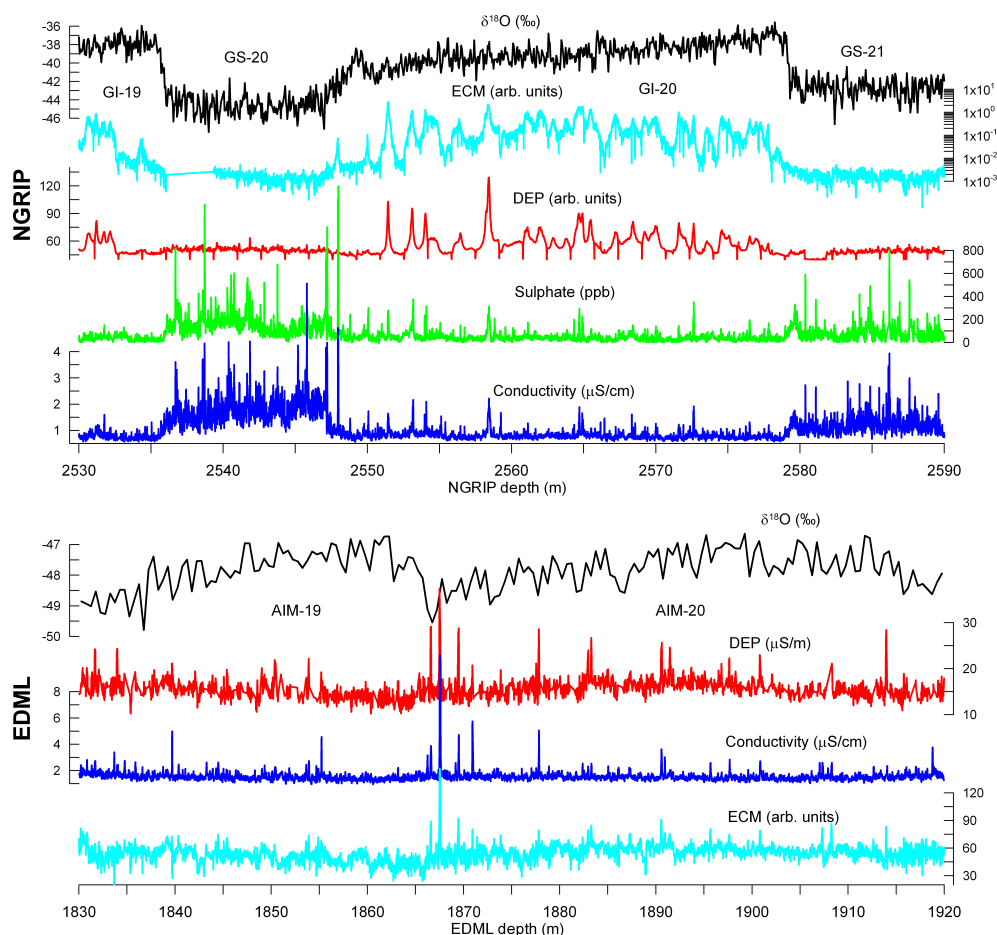 δ18O (‰)
-36
-38
-40
-42
-44
-46
GI-19
GS-20
GI-20
GS-21
ECM (arb. units)
1x10¹
1x10⁰
1x10⁻¹
1x10⁻²
1x10⁻³
NGRIP
120
90
60
DEP (arb. units)
800
600
400
200
0
Sulphate (ppb)
4
3
2
1
Conductivity (μS/cm)
2530 2540 2550 2560 2570 2580 2590
NGRIP depth (m)
δ18O (‰)
-47
-48
-49
-50
AIM-19
AIM-20
DEP (μS/m)
30
20
10
EDML
8
6
4
2
Conductivity (μS/cm)
120
90
60
30
ECM (arb. units)
1830 1840 1850 1860 1870 1880 1890 1900 1910 1920
EDML depth (m)